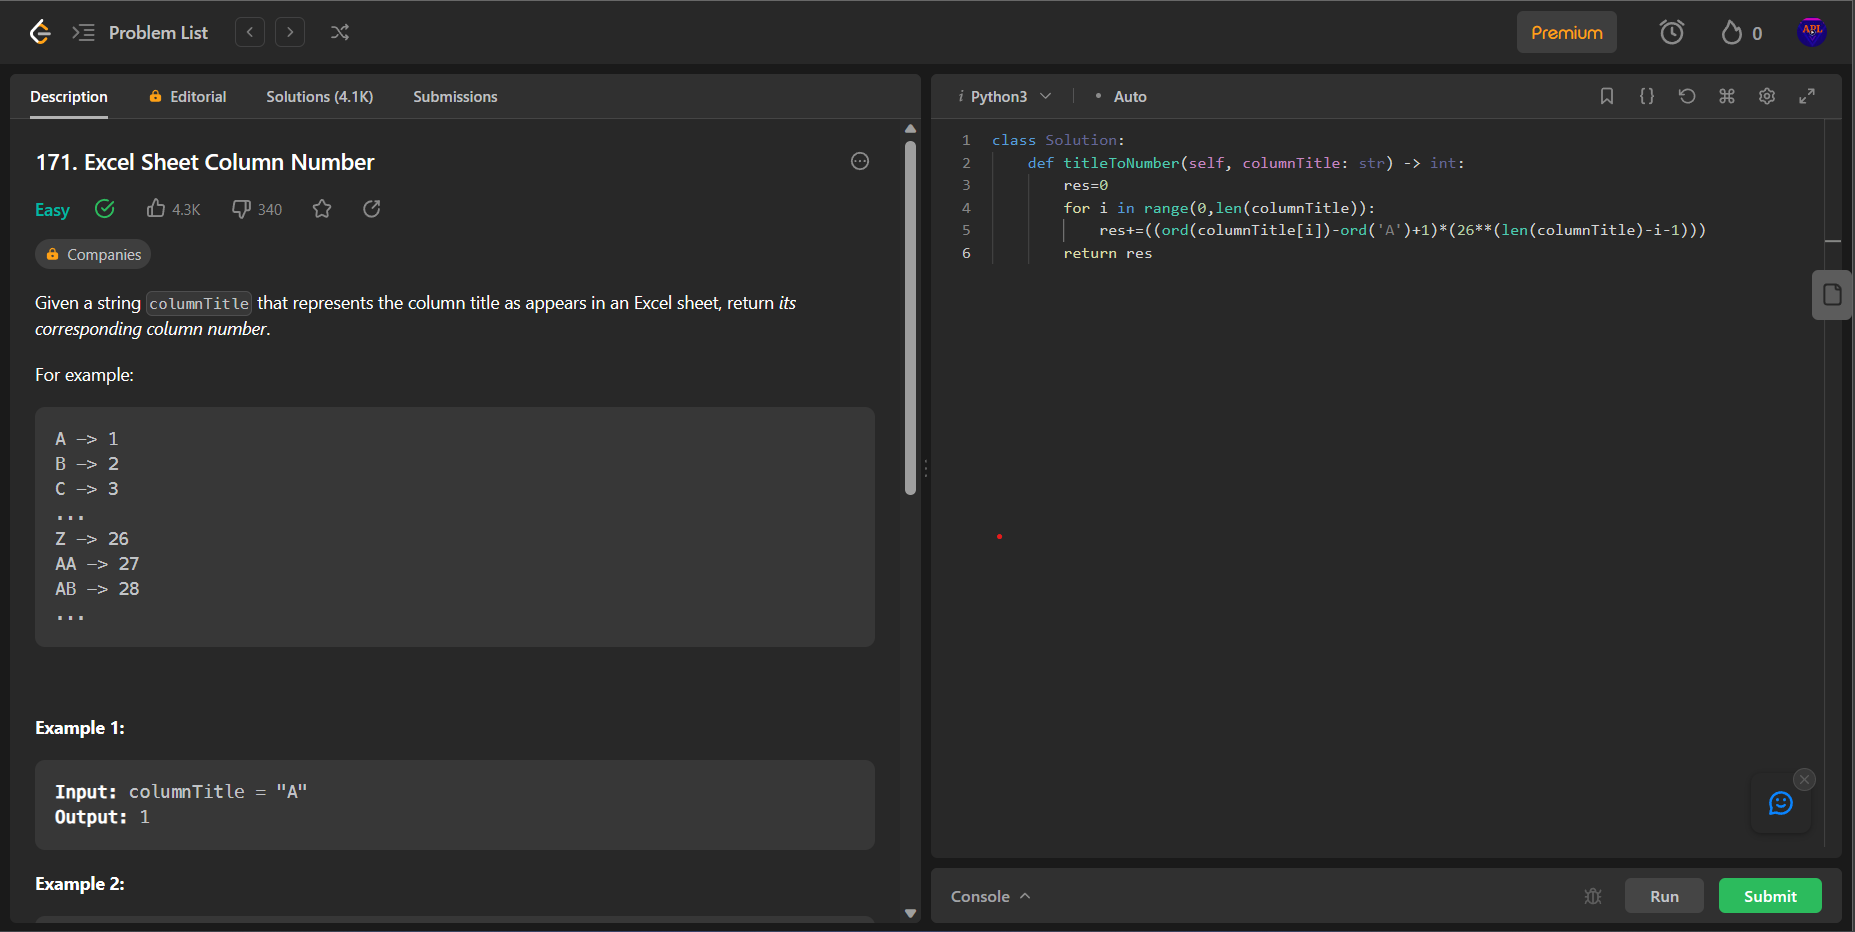 Problem List
Premium
0
APL
Description
Editorial
Solutions (4.1K)
Submissions
171. Excel Sheet Column Number
Easy
4.3K
340
Companies
Given a string columnTitle that represents the column title as appears in an Excel sheet, return its
corresponding column number.
For example:
A -> 1
B -> 2
C -> 3
...
Z -> 26
AA -> 27
AB -> 28
...
Example 1:
Input: columnTitle = "A"
Output: 1
Example 2:
i Python3
• Auto
1 class Solution:
2 def titleToNumber(self, columnTitle: str) -> int:
3 res=0
4 for i in range(0,len(columnTitle)):
5 res+=((ord(columnTitle[i])-ord('A')+1)*(26**(len(columnTitle)-i-1)))
6 return res
Console
Run
Submit